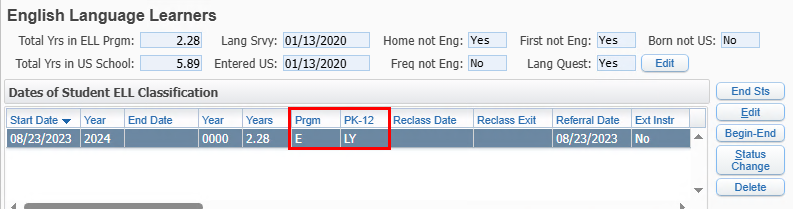 English Language Learners
Total Yrs in ELL Prgm: 2.28 Lang Srvy: 01/13/2020 Home not Eng: Yes First not Eng: Yes Born not US: No
Total Yrs in US School: 5.89 Entered US: 01/13/2020 Freq not Eng: No Lang Quest: Yes Edit
Dates of Student ELL Classification
Start Date Year End Date Year Years Prgm PK-12 Reclass Date Reclass Exit Referral Date Ext Instr
08/23/2023 2024 0000 2.28 E LY 08/23/2023 No
End Sts
Edit
Begin-End
Status
Change
Delete